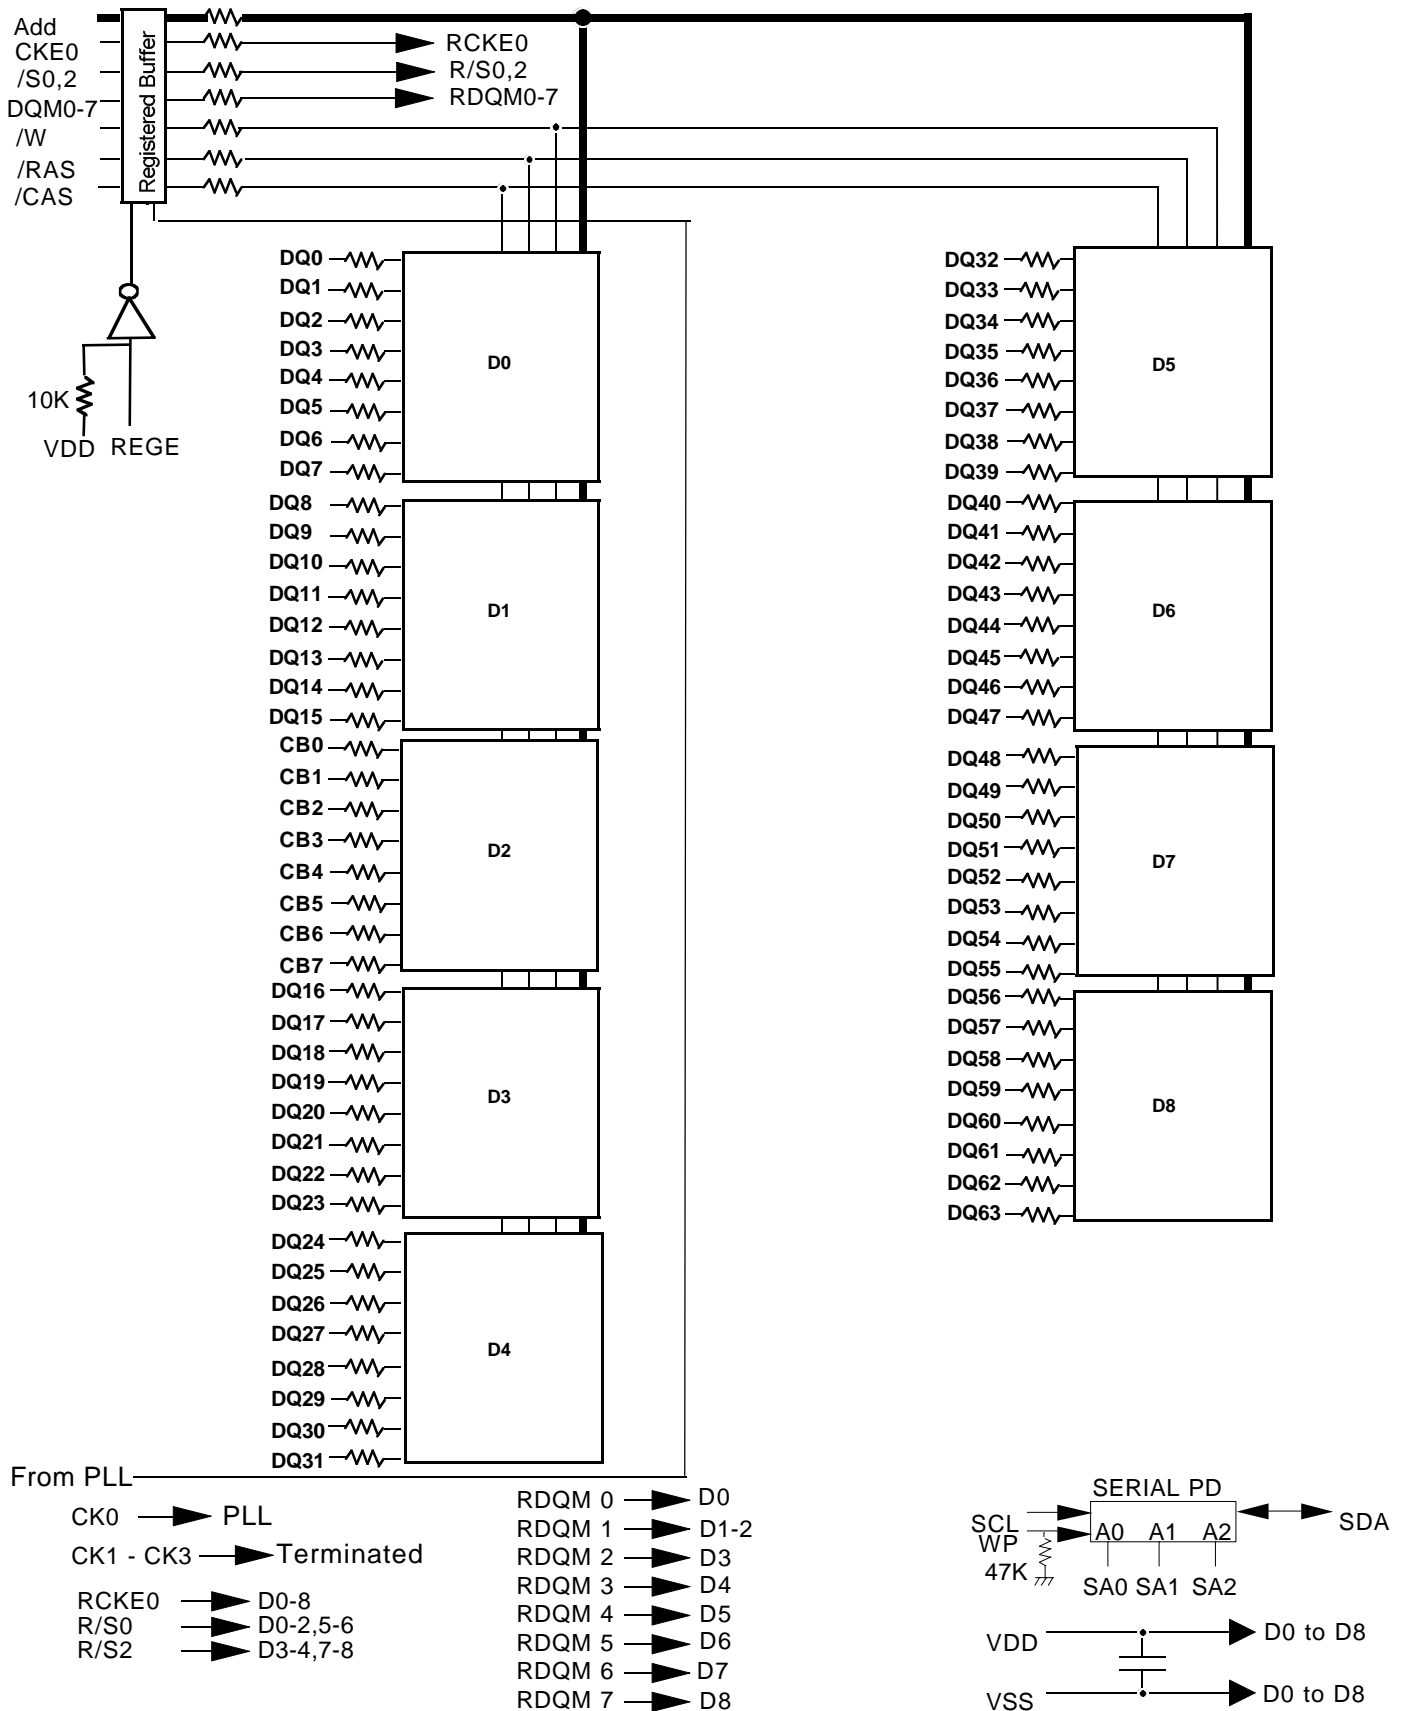 Add
CKE0
/S0,2
DQM0-7
/W
/RAS
/CAS
Registered Buffer
RCKE0
R/S0,2
RDQM0-7
10K
VDD REGE
DQ0
DQ1
DQ2
DQ3
DQ4
DQ5
DQ6
DQ7
D0
DQ8
DQ9
DQ10
DQ11
DQ12
DQ13
DQ14
DQ15
D1
CB0
CB1
CB2
CB3
CB4
CB5
CB6
CB7
D2
DQ16
DQ17
DQ18
DQ19
DQ20
DQ21
DQ22
DQ23
D3
DQ24
DQ25
DQ26
DQ27
DQ28
DQ29
DQ30
DQ31
D4
DQ32
DQ33
DQ34
DQ35
DQ36
DQ37
DQ38
DQ39
D5
DQ40
DQ41
DQ42
DQ43
DQ44
DQ45
DQ46
DQ47
D6
DQ48
DQ49
DQ50
DQ51
DQ52
DQ53
DQ54
DQ55
D7
DQ56
DQ57
DQ58
DQ59
DQ60
DQ61
DQ62
DQ63
D8
From PLL
CK0 PLL
CK1 - CK3 Terminated
RCKE0 D0-8
R/S0 D0-2,5-6
R/S2 D3-4,7-8
RDQM 0 D0
RDQM 1 D1-2
RDQM 2 D3
RDQM 3 D4
RDQM 4 D5
RDQM 5 D6
RDQM 6 D7
RDQM 7 D8
SERIAL PD
SCL
WP
47K
A0 A1 A2
SDA
SA0 SA1 SA2
VDD D0 to D8
VSS D0 to D8